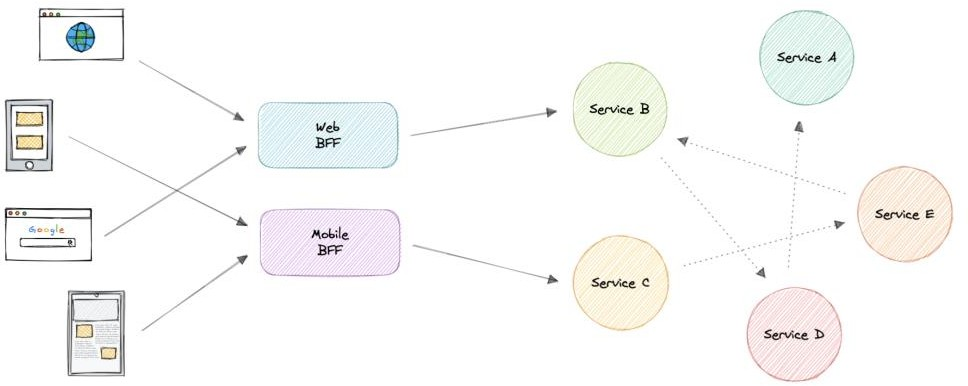 Google
Web
BFF
Mobile
BFF
Service A
Service B
Service C
Service D
Service E